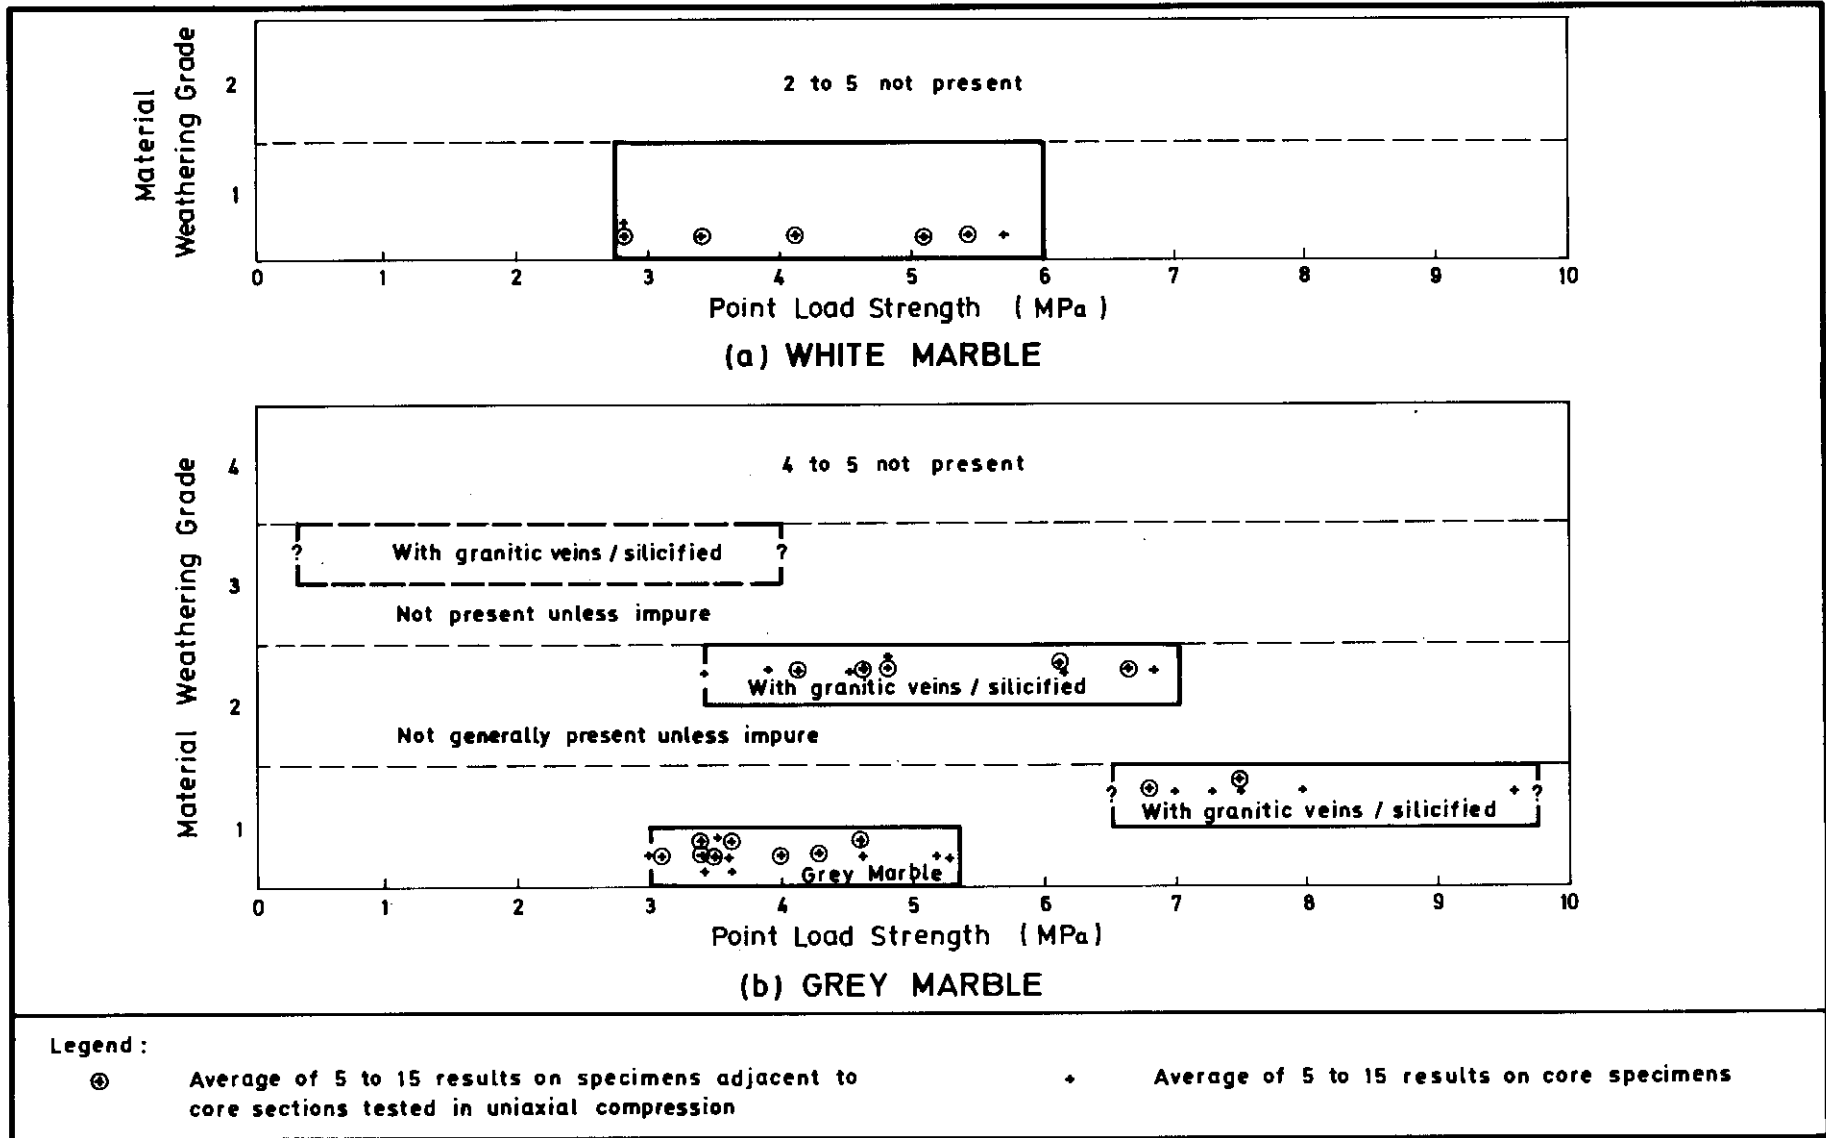 Material
Weathering Grade
2
1
2 to 5 not present
0 1 2 3 4 5 6 7 8 9 10
Point Load Strength (MPa)
(a) WHITE MARBLE
Material Weathering Grade
4
3
2
1
4 to 5 not present
? With granitic veins / silicified ?
Not present unless impure
With granitic veins / silicified
Not generally present unless impure
? ?
With granitic veins / silicified
Grey Marble
0 1 2 3 4 5 6 7 8 9 10
Point Load Strength (MPa)
(b) GREY MARBLE
Legend :
Average of 5 to 15 results on specimens adjacent to
core sections tested in uniaxial compression
Average of 5 to 15 results on core specimens